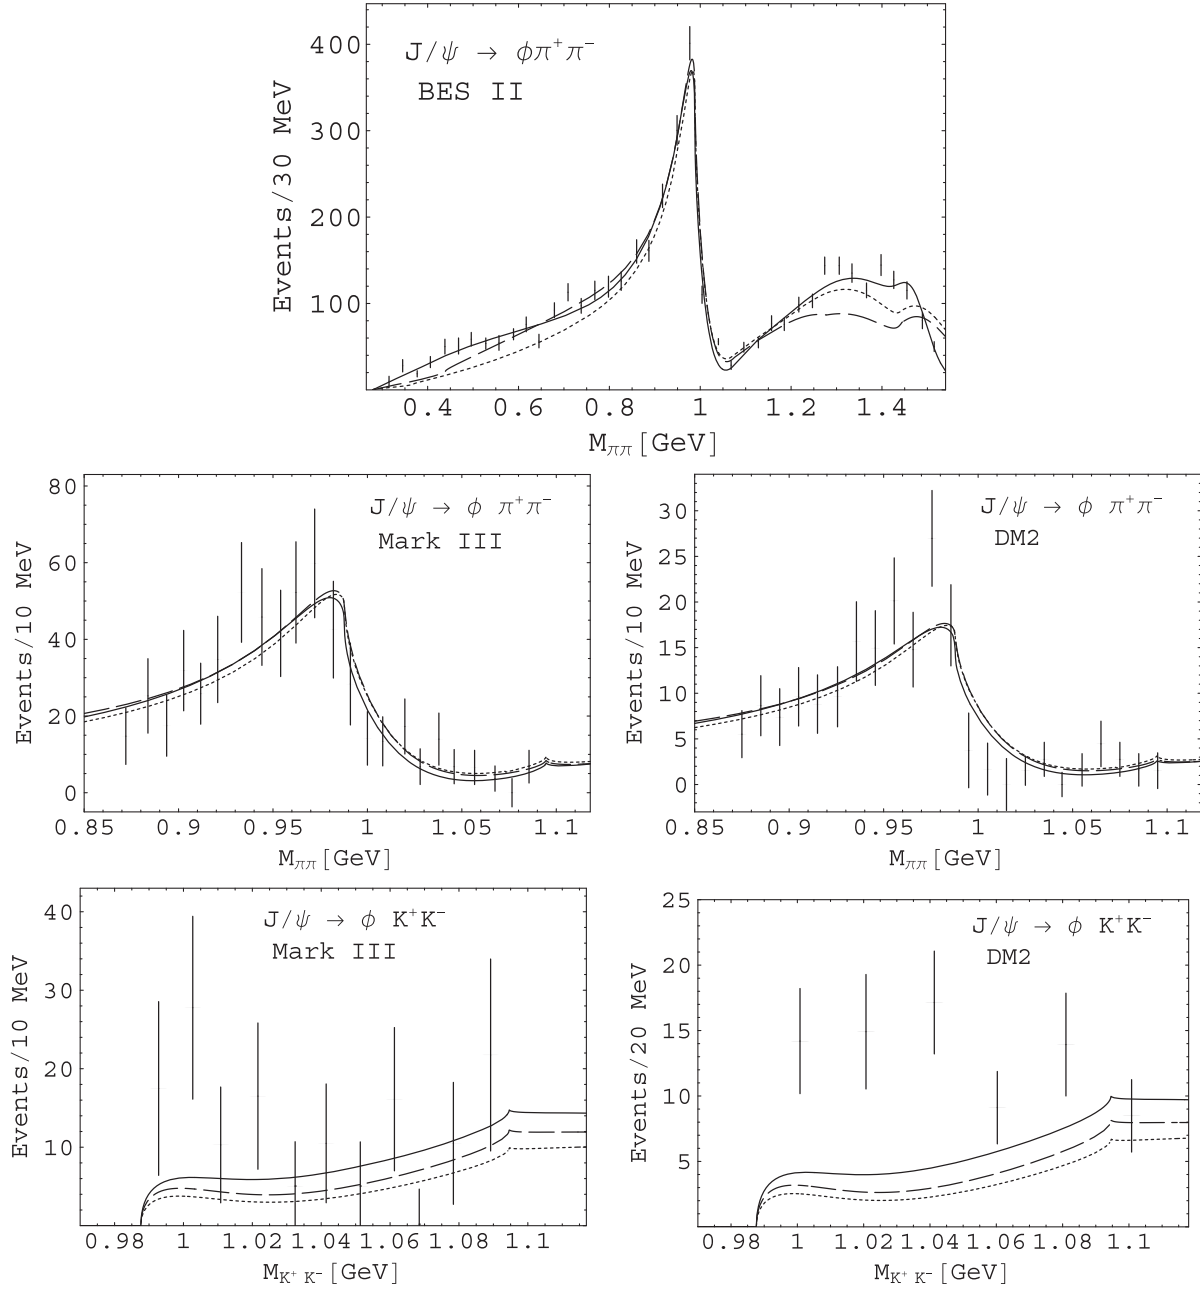 J/ψ → ϕπ⁺π⁻
BES II
Events/30 MeV
400
300
200
100
0.4 0.6 0.8 1 1.2 1.4
M_ππ[GeV]
J/ψ → ϕ π⁺π⁻
Mark III
Events/10 MeV
80
60
40
20
0
0.85 0.9 0.95 1 1.05 1.1
M_ππ[GeV]
J/ψ → ϕ π⁺π⁻
DM2
Events/10 MeV
30
25
20
15
10
5
0
0.85 0.9 0.95 1 1.05 1.1
M_ππ[GeV]
J/ψ → ϕ K⁺K⁻
Mark III
Events/10 MeV
40
30
20
10
0.98 1 1.02 1.04 1.06 1.08 1.1
M_K⁺ K⁻[GeV]
J/ψ → ϕ K⁺K⁻
DM2
Events/20 MeV
25
20
15
10
5
0.98 1 1.02 1.04 1.06 1.08 1.1
M_K⁺ K⁻[GeV]